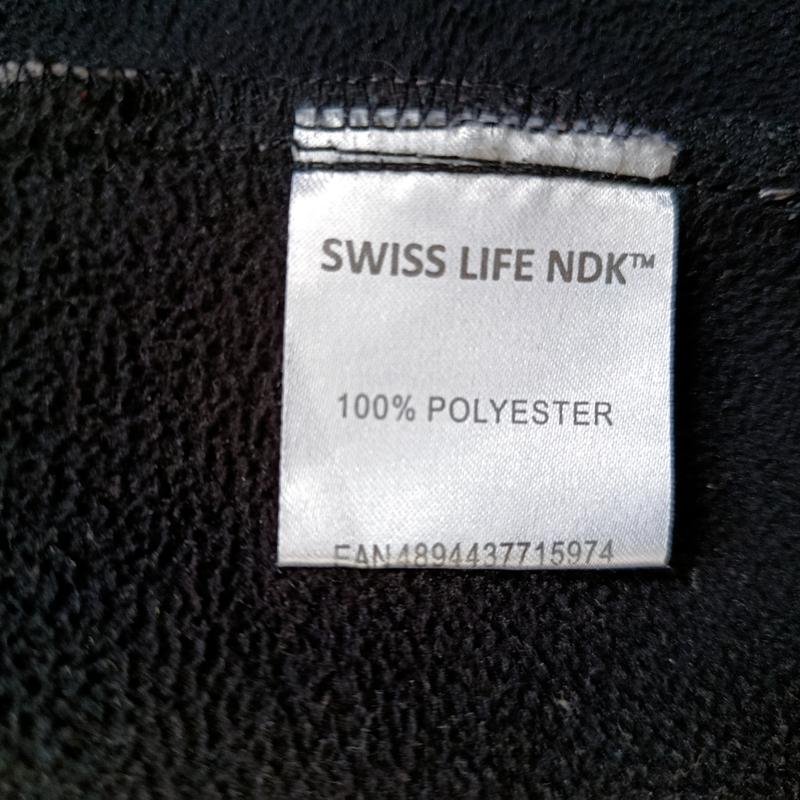 SWISS LIFE NDK™
100% POLYESTER
EAN4894437715974